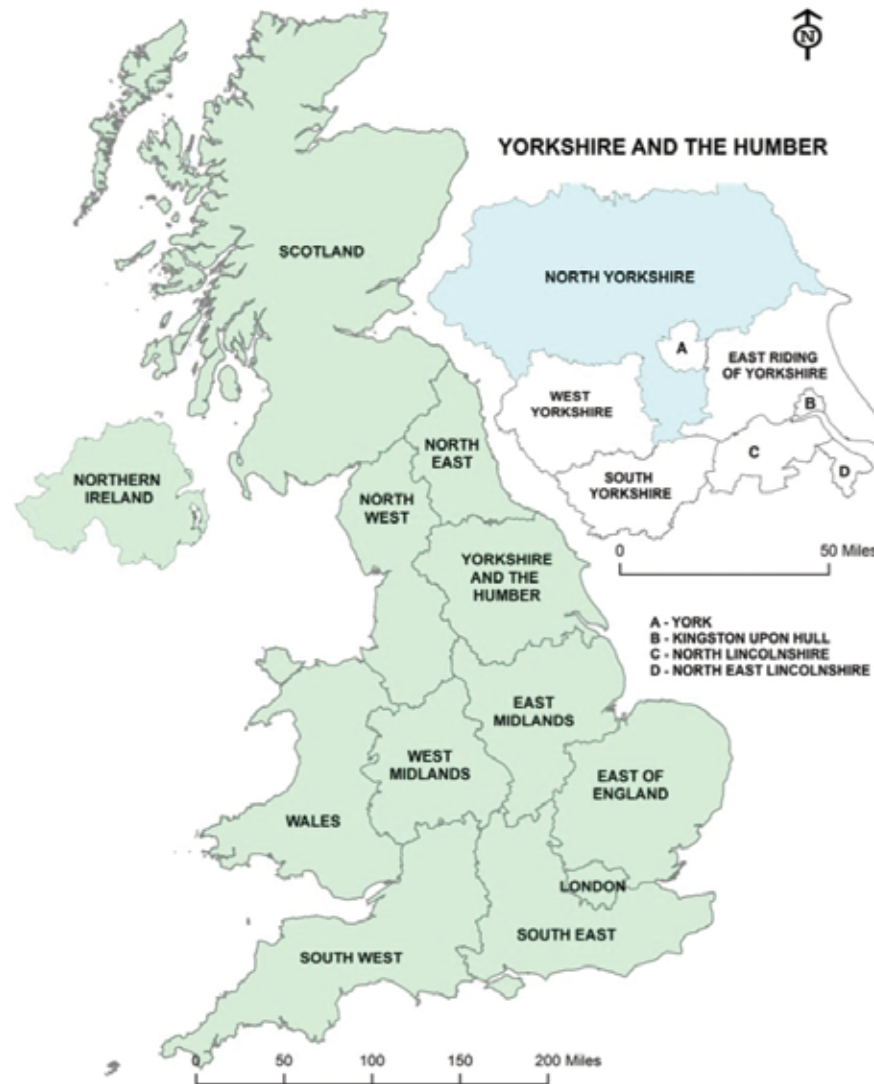 N
YORKSHIRE AND THE HUMBER
SCOTLAND
NORTH YORKSHIRE
A
EAST RIDING
OF YORKSHIRE
WEST
YORKSHIRE
B
C
D
SOUTH
YORKSHIRE
0 50 Miles
NORTH
EAST
NORTHERN
IRELAND
NORTH
WEST
YORKSHIRE
AND THE
HUMBER
A - YORK
B - KINGSTON UPON HULL
C - NORTH LINCOLNSHIRE
D - NORTH EAST LINCOLNSHIRE
EAST
MIDLANDS
WEST
MIDLANDS
EAST OF
ENGLAND
WALES
LONDON
SOUTH EAST
SOUTH WEST
0 50 100 150 200 Miles